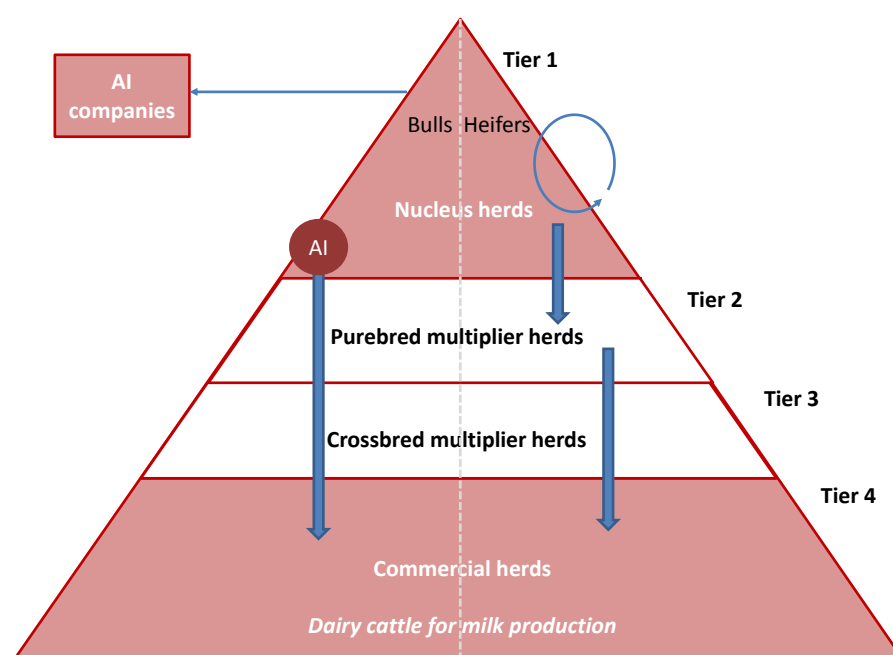 Tier 1
AI
companies
Bulls Heifers
Nucleus herds
AI
Tier 2
Purebred multiplier herds
Tier 3
Crossbred multiplier herds
Tier 4
Commercial herds
Dairy cattle for milk production